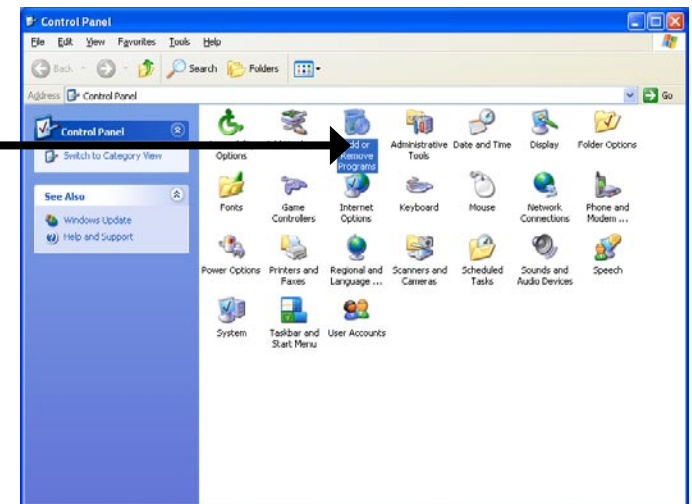 Control Panel
File Edit View Favorites Tools Help
Back Search Folders
Address Control Panel Go
Control Panel
Switch to Category View
See Also
Windows Update
Help and Support
Options
or
Remove
Programs
Administrative
Tools
Date and Time
Display
Folder Options
Fonts
Game
Controllers
Internet
Options
Keyboard
Mouse
Network
Connections
Phone and
Modem ...
Power Options
Printers and
Faxes
Regional and
Language ...
Scanners and
Cameras
Scheduled
Tasks
Sounds and
Audio Devices
Speech
System
Taskbar and
Start Menu
User Accounts